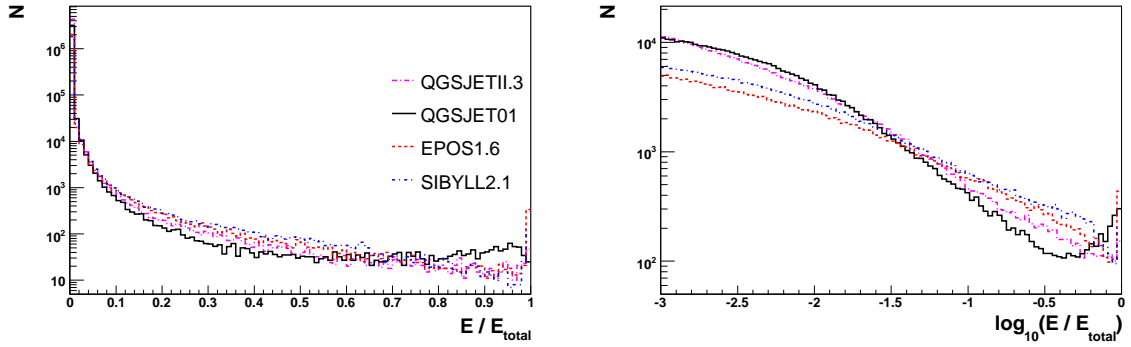 N
10⁶
10⁵
10⁴
10³
10²
10
0 0.1 0.2 0.3 0.4 0.5 0.6 0.7 0.8 0.9 1
E / E_total
QGSJETII.3
QGSJET01
EPOS1.6
SIBYLL2.1
N
10⁴
10³
10²
-3 -2.5 -2 -1.5 -1 -0.5 0
log₁₀(E / E_total)